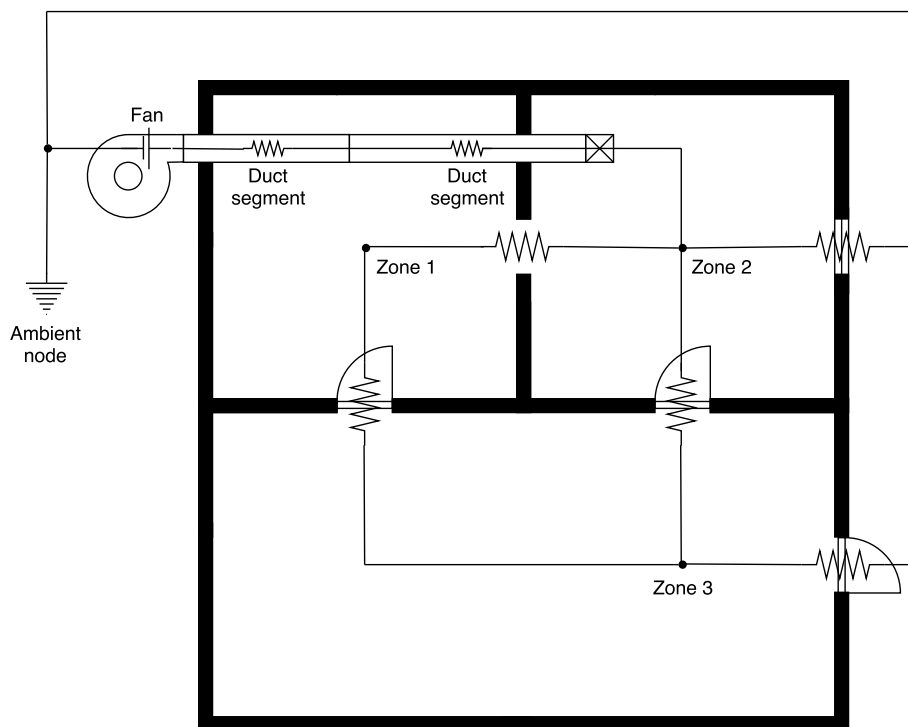 Fan
Duct
segment
Duct
segment
Zone 1
Zone 2
Ambient
node
Zone 3